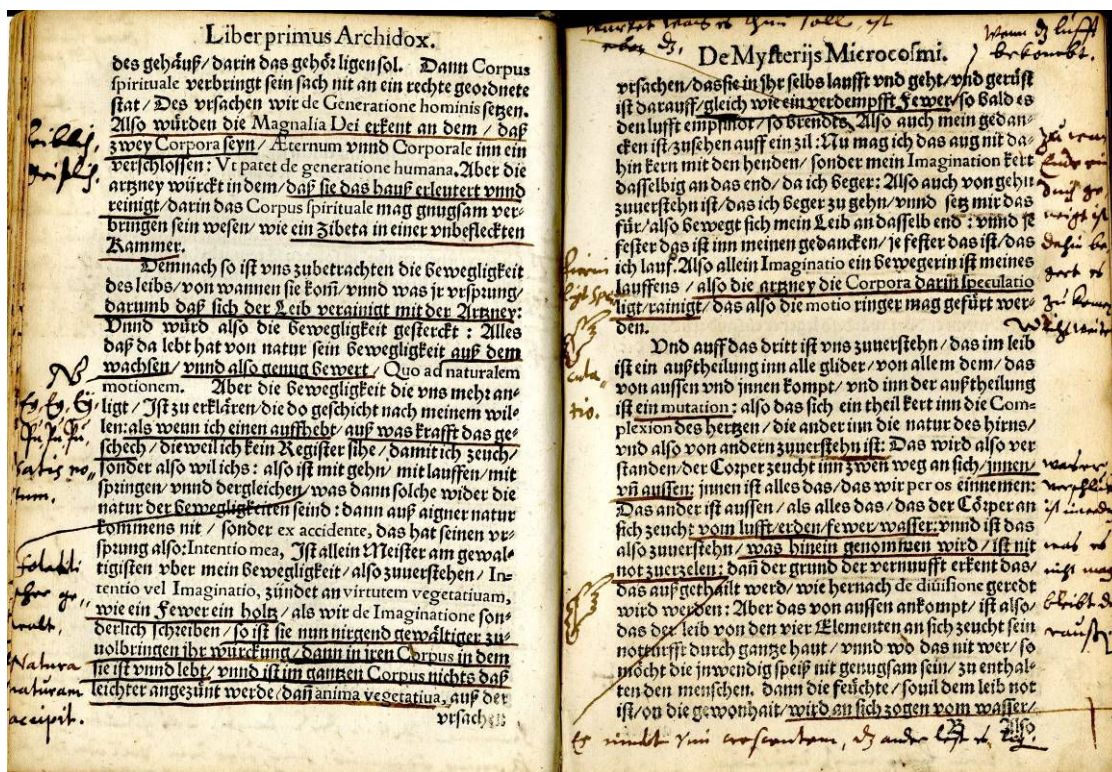 Liber primus Archidox.
des gehäuß/ darin das gehör ligen sol. Dann Corpus
spirituale verbringt sein sach nit an ein rechte geordnete
stat/ Des vrsachen wir de Generatione hominis setzen.
Also würden die Magnalia Dei erkent an dem/ daß
zwey Corpora seyn/ Æternum vnnd Corporale inn ein
verschlossen: Vt patet de generatione humana. Aber die
artzney würckt in dem/ daß sie das hauß erleutert vnnd
reinigt/ darin das Corpus spirituale mag gnugsam ver-
bringen sein wesen/ wie ein Zibeta in einer vnbefleckten
Kammer.
Demnach so ist vns zubetrachten die Bewegligkeit
des leibs/ von wannen sie kom̃/ vnnd was jr vrsprung/
darumb daß sich der Leib verainigt mit der Artzney:
Vnnd würd also die bewegligkeit gesterckt: Alles
daß da lebt hat von natur sein Bewegligkeit auß dem
wachsen/ vnnd also genug bewert/ Quo ad naturalem
motionem. Aber die bewegligkeit die vns mehr an-
ligt/ Ist zu erklären/ die do geschicht nach meinem wil-
len: als wenn ich einen auffhebt/ auß was krafft das ge-
schech/ dieweil ich kein Register sihe/ damit ich zeuch/
sonder also wil ichs: also ist mit gehn/ mit lauffen/ mit
springen/ vnnd dergleichen/ was dann solche wider die
natur der bewegligkeiten seind: dann auß aigner natur
kommens nit/ sonder ex accidente, das hat seinen vr-
sprung also: Intentio mea, Ist allein Meister am gewal-
tigisten vber mein bewegligkeit/ also zuuerstehen/ In-
tentio vel Imaginatio, zündet an virtutem vegetatiuam,
wie ein Fewer ein holtz/ als wir de Imaginatione son-
derlich schreiben/ so ist sie nun nirgend gewältiger zu-
uolbringen ihr würckung/ dann in iren Corpus in dem
sie ist vnnd lebt/ vnnd ist im gantzen Corpus nichts daß
leichter angezünt werde/ dañ anima vegetatiua, auß der
vrsachen
Natura
naturam
accipit.
De Mysterijs Microcosmi.
vrsachen/ das sie in jhr selbs laufft vnd geht/ vnd gerüst
ist darauff/ gleich wie ein verdempfft Fewer/ so bald es
den lufft empfindt/ so brendts. Also auch mein gedan-
cken ist/ zusehen auff ein zil: Nu mag ich das aug nit da-
hin kern mit den henden/ sonder mein Imagination kert
dasselbig an das end/ da ich beger: Also auch von gehn
zuuerstehn ist/ das ich beger zu gehn/ vnnd setz mir das
für/ also bewegt sich mein Leib an dasselb end: vnnd je
fester das ist inn meinen gedancken/ je fester das ist/ das
ich lauf. Also allein Imaginatio ein bewegerin ist meines
lauffens/ also die artzney die Corpora darin speculatio
ligt/ rainigt/ das also die motio ringer mag gefürt wer-
den.
Vnd auff das dritt ist vns zuuerstehn/ das im leib
ist ein außtheilung inn alle glider/ von allem dem/ das
von aussen vnd jnnen kompt/ vnd inn der außtheilung
ist ein mutation: also das sich ein theil kert inn die Com-
plexion des hertzen/ die ander inn die natur des hirns/
vnd also von andern zuuerstehn ist: Das wird also ver
standen/ der Cörper zeucht inn zwen weg an sich/ jnnen/
vñ aussen: jnnen ist alles das/ das wir per os einnemen:
Das ander ist aussen/ als alles das/ das der Cörper an
sich zeucht vom lufft/ erden/ fewer/ wasser: vnnd ist das
also zuuerstehn/ was hinein genommen wird/ ist nit
not zuerzelen: dañ der grund der vernunfft erkent das/
das außgetheilt werd/ wie hernach de diuisione geredt
wird werden: Aber das von aussen ankompt/ ist also/
das der leib von den vier Elementen an sich zeucht sein
notturfft durch gantze haut/ vnnd wo das nit wer/ so
möcht die inwendig speiß nit genugsam sein/ zu enthal-
ten den menschen. dann die feüchte/ souil dem leib not
ist/ on die gewonhait/ wird an sich zogen vom wasser/
B Also